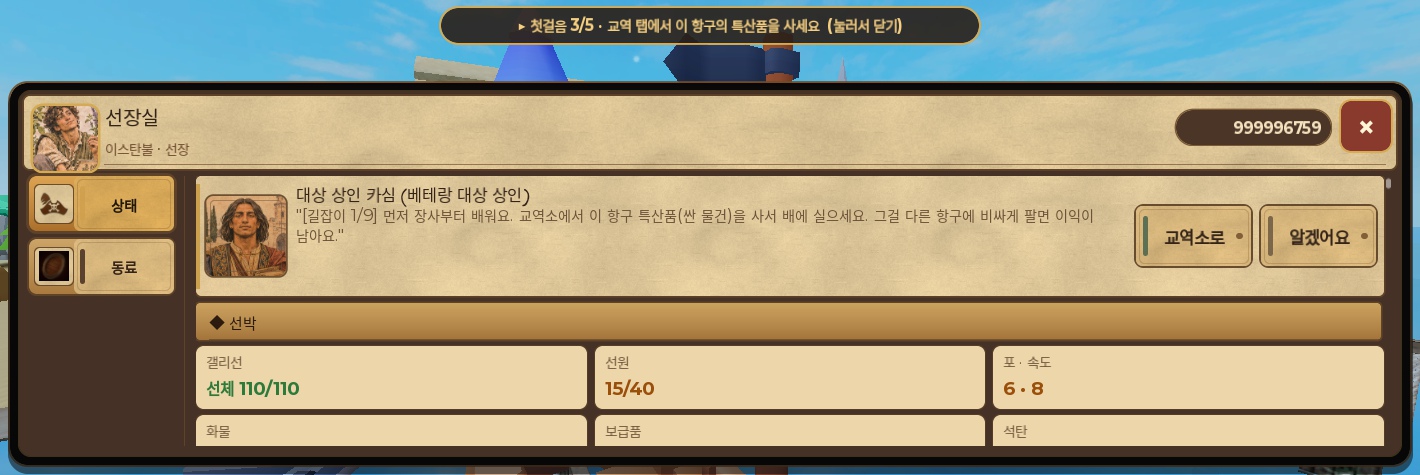 ▸ 첫걸음 3/5 · 교역 탭에서 이 항구의 특산품을 사세요 (눌러서 닫기)
선장실
이스탄불 · 선장
999996759
×
상태
동료
대상 상인 카심 (베테랑 대상 상인)
"[길잡이 1/9] 먼저 장사부터 배워요. 교역소에서 이 항구 특산품(싼 물건)을 사서 배에 실으세요. 그걸 다른 항구에 비싸게 팔면 이익이
남아요."
교역소로
알겠어요
◆ 선박
갤리선
선체 110/110
선원
15/40
포 · 속도
6 · 8
화물
보급품
석탄